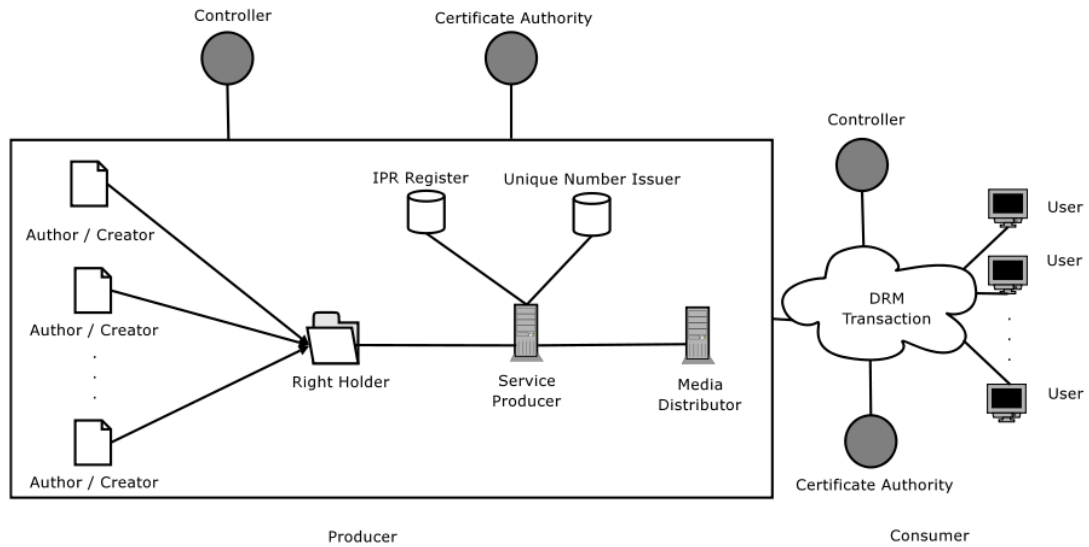 Controller
Certificate Authority
Controller
IPR Register
Unique Number Issuer
User
Author / Creator
User
DRM
Transaction
Author / Creator
.
.
.
.
.
.
Right Holder
Service
Producer
Media
Distributor
User
Author / Creator
Certificate Authority
Producer
Consumer